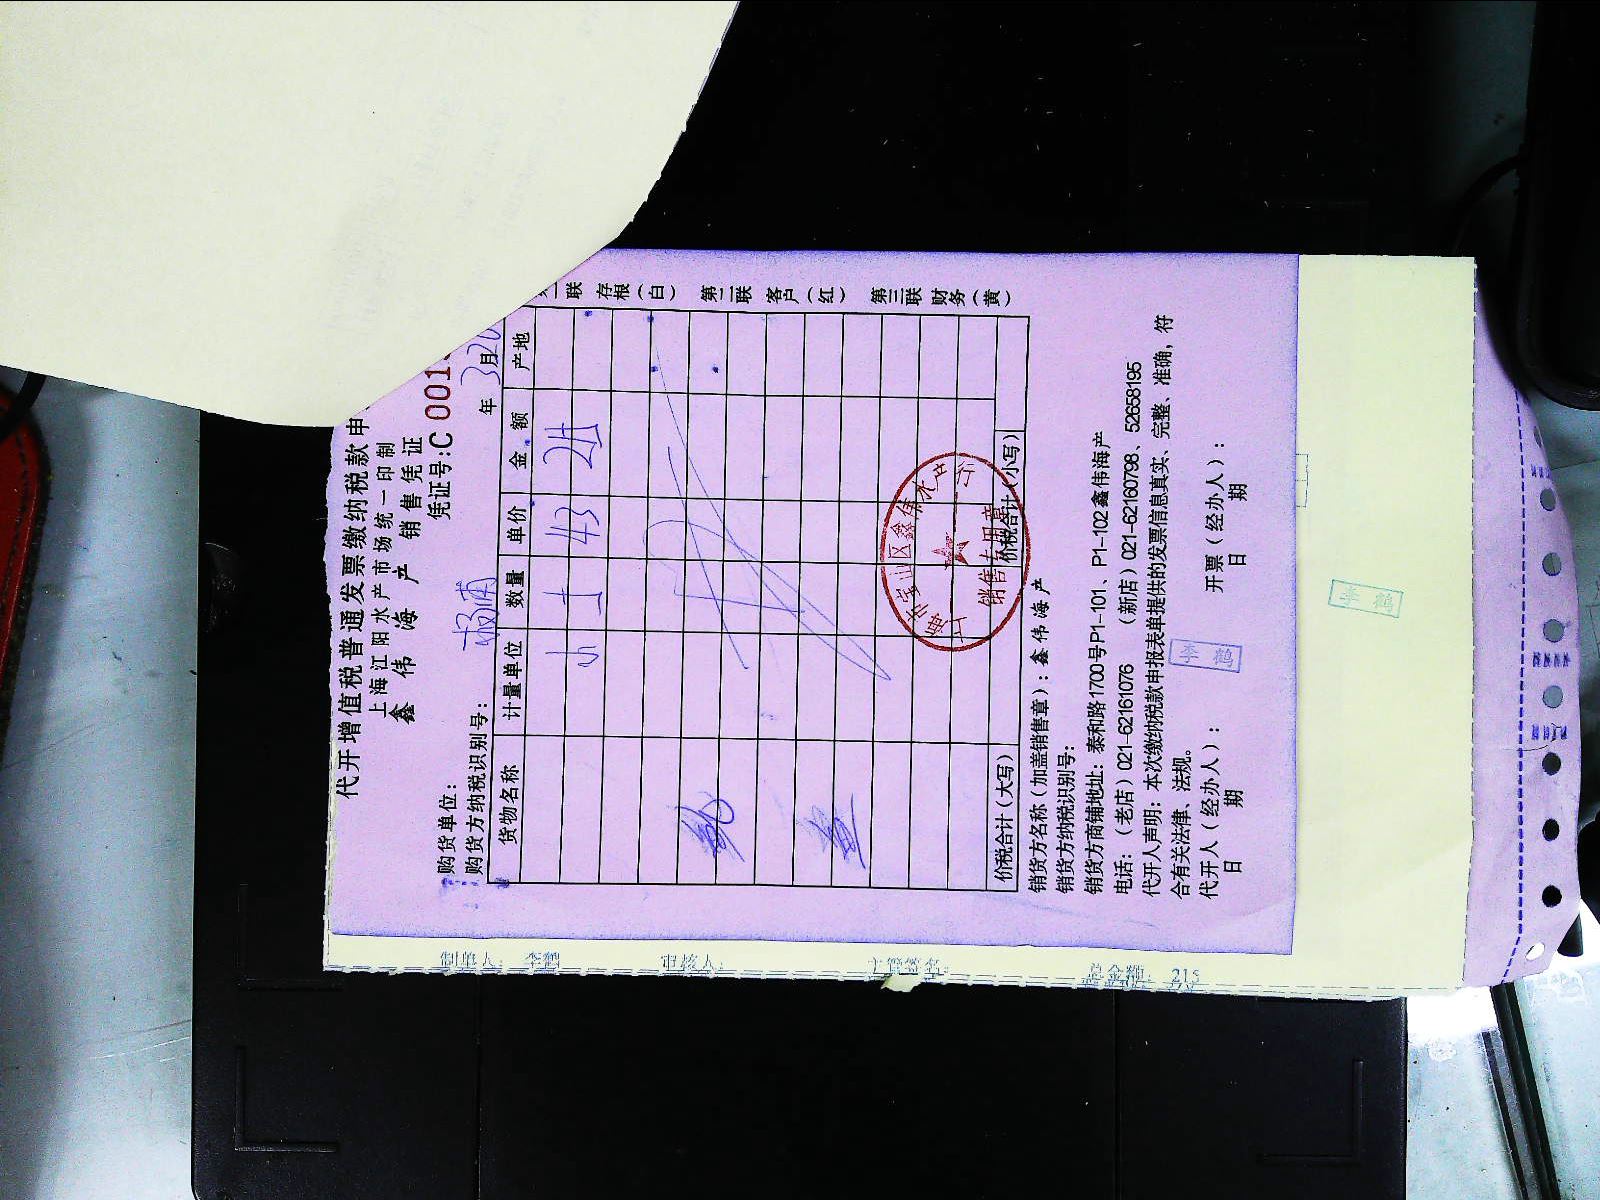 代开增值税普通发票缴纳税款申
上海江阳水产市场统一印制
鑫伟海产 销售凭证
凭证号:C 001
购货单位:
杨浦
购货方纳税识别号: 年 3月20
货物名称 计量单位 数量 单价 金额 产地
43
价税合计(大写) 价税合计(小写)
联 存根(白) 第二联 客户(红) 第三联 财务(黄)
销售专用章
销货方名称(加盖销售章):鑫伟海产
销货方纳税识别号:
销货方商铺地址:泰和路1700号P1-101、P1-102鑫伟海产
电话:(老店)021-62161076 (新店)021-62160798、52658195
代开人声明:本次缴纳税款申报表单提供的发票信息真实、完整、准确,符
合有关法律、法规。
代开人(经办人): 开票(经办人):
日 期 日 期
李鹤
李鹤
制单人: 李鹤 审核人: 总金额: 215